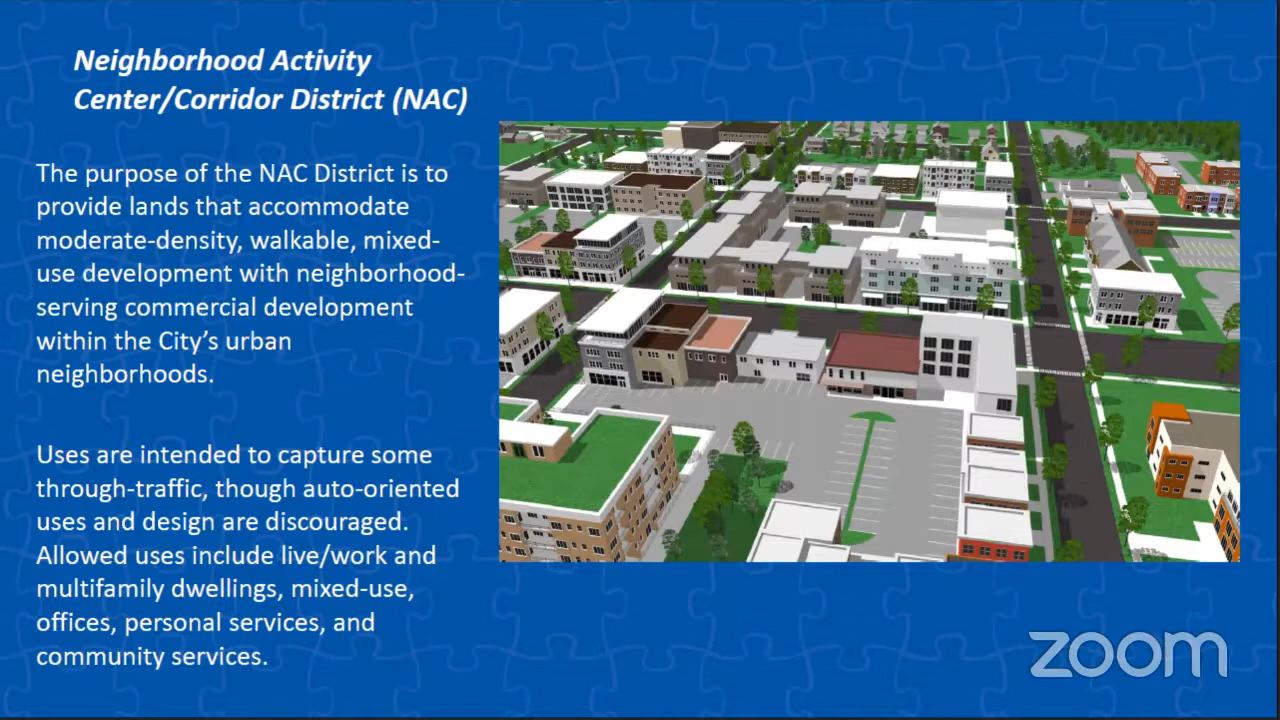 Neighborhood Activity
Center/Corridor District (NAC)
The purpose of the NAC District is to
provide lands that accommodate
moderate-density, walkable, mixed-
use development with neighborhood-
serving commercial development
within the City’s urban
neighborhoods.
Uses are intended to capture some
through-traffic, though auto-oriented
uses and design are discouraged.
Allowed uses include live/work and
multifamily dwellings, mixed-use,
offices, personal services, and
community services.
zoom